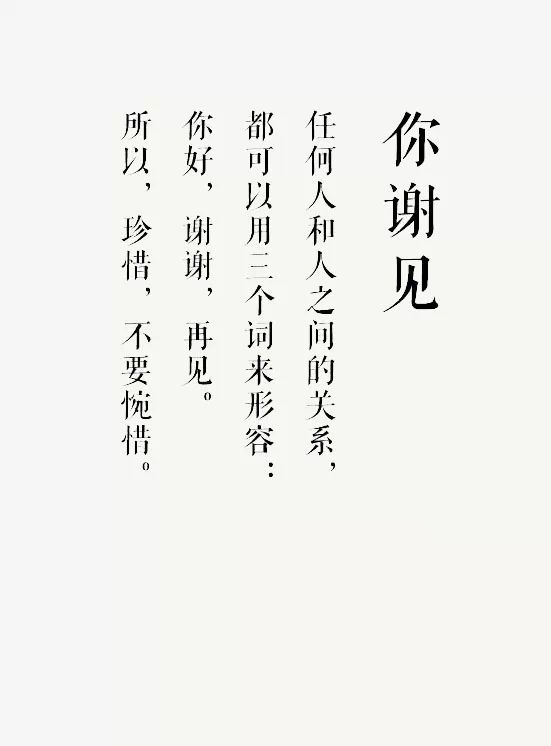 你谢见
任何人和人之间的关系，
都可以用三个词来形容：
你好，谢谢，再见。
所以，珍惜，不要惋惜。